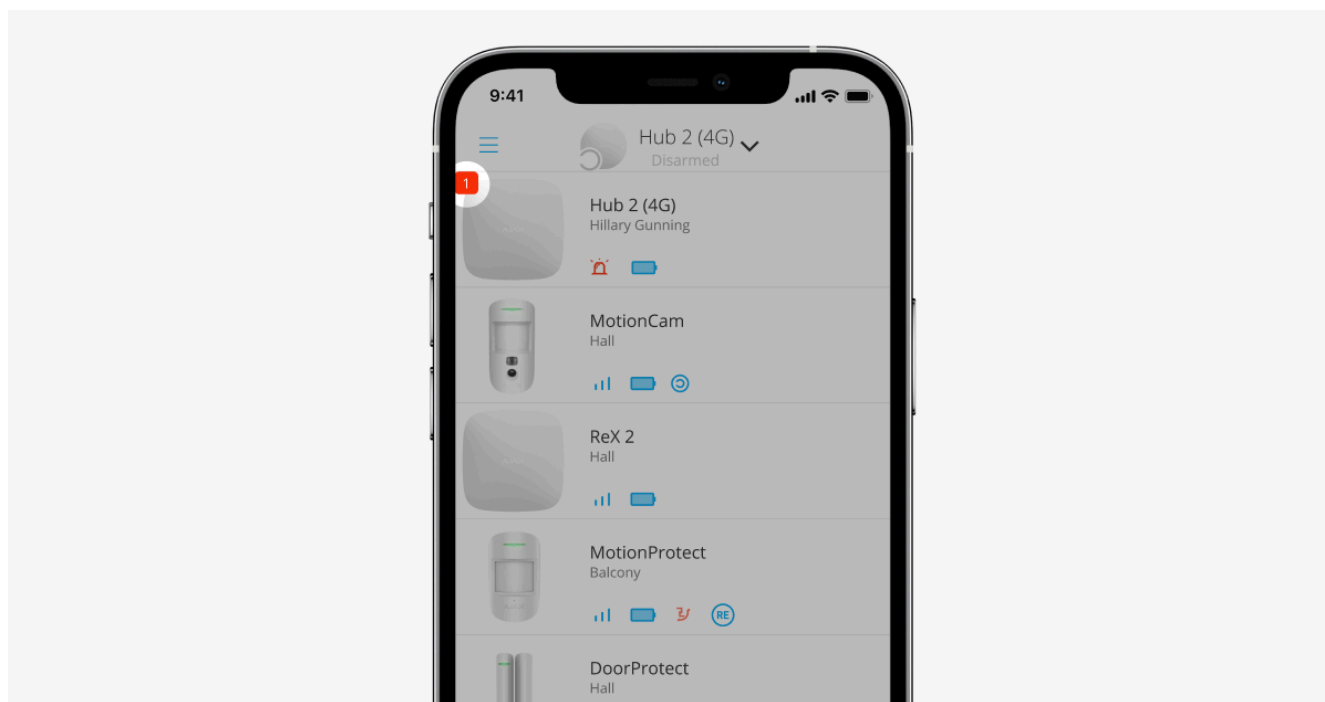 9:41
Hub 2 (4G)
Disarmed
1
Hub 2 (4G)
Hillary Gunning
MotionCam
Hall
ReX 2
Hall
MotionProtect
Balcony
RE
DoorProtect
Hall